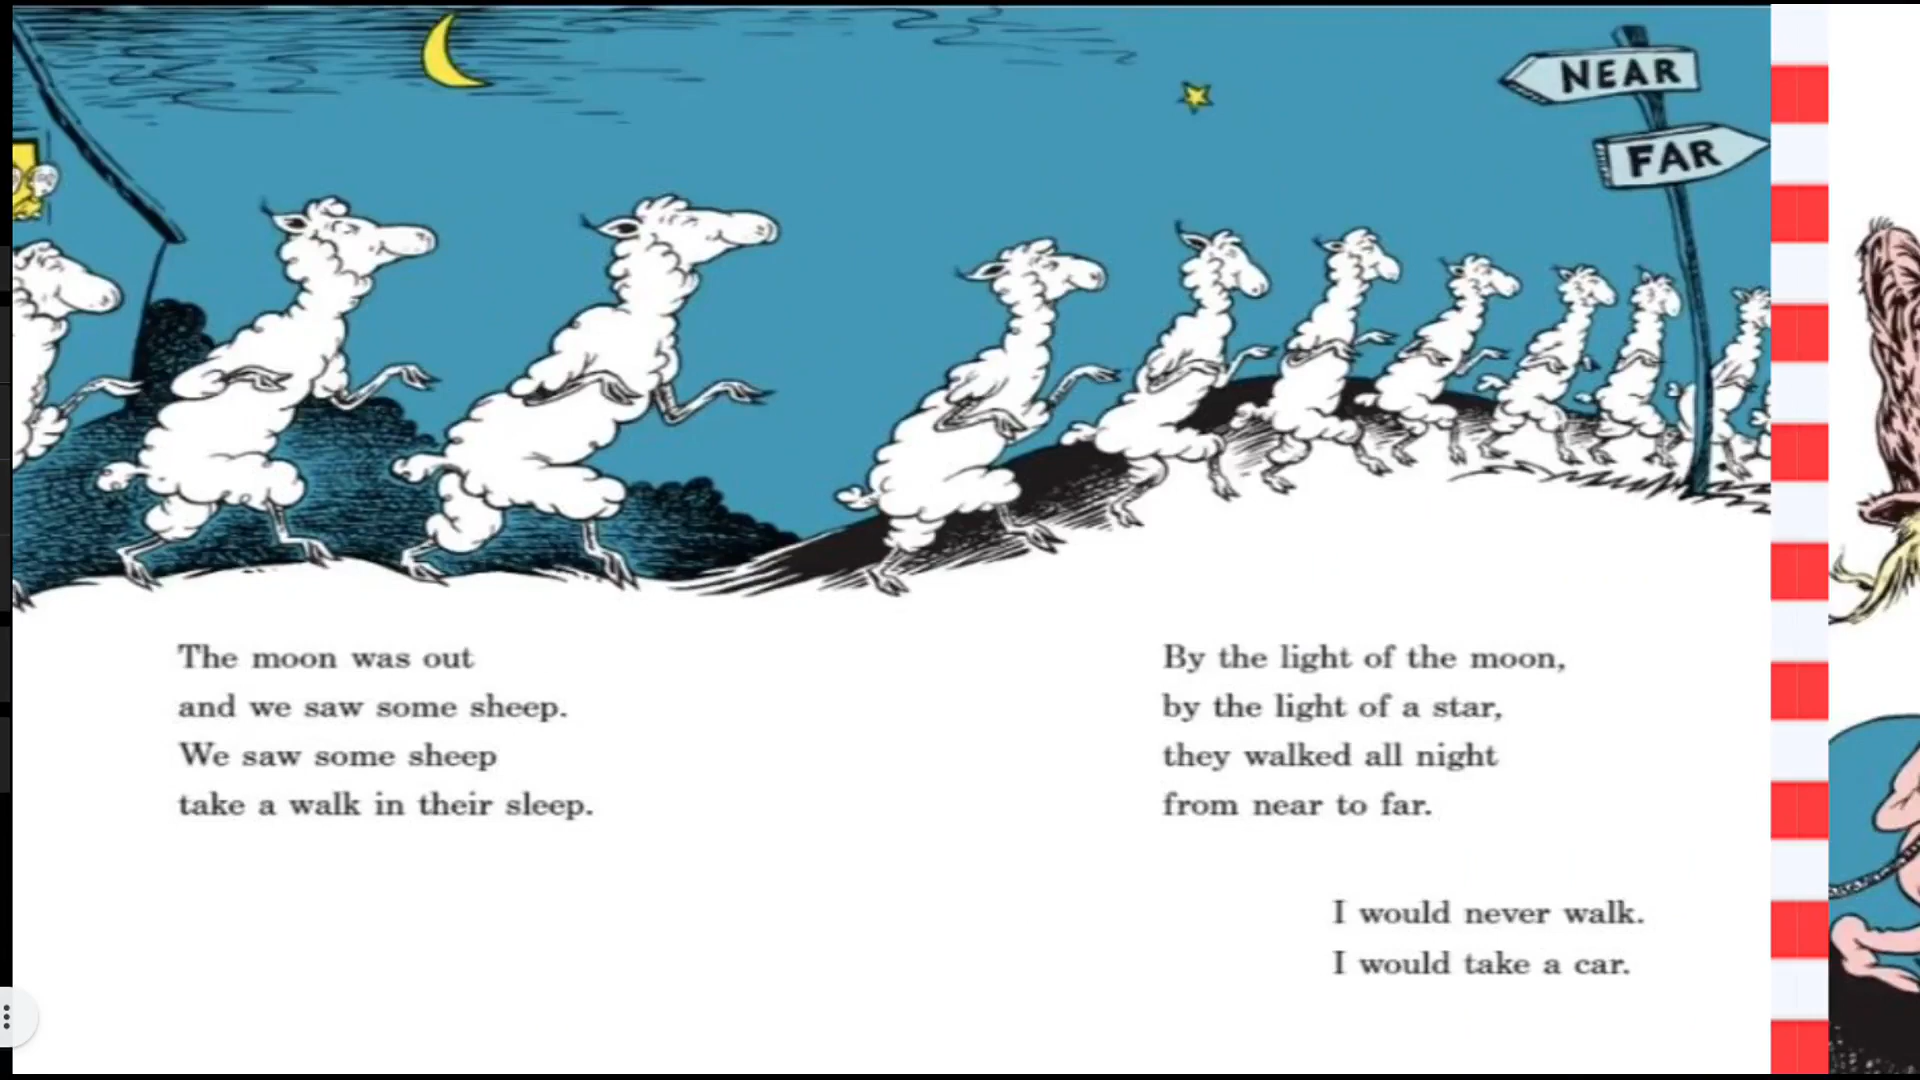 NEAR
FAR
The moon was out
and we saw some sheep.
We saw some sheep
take a walk in their sleep.
By the light of the moon,
by the light of a star,
they walked all night
from near to far.
I would never walk.
I would take a car.